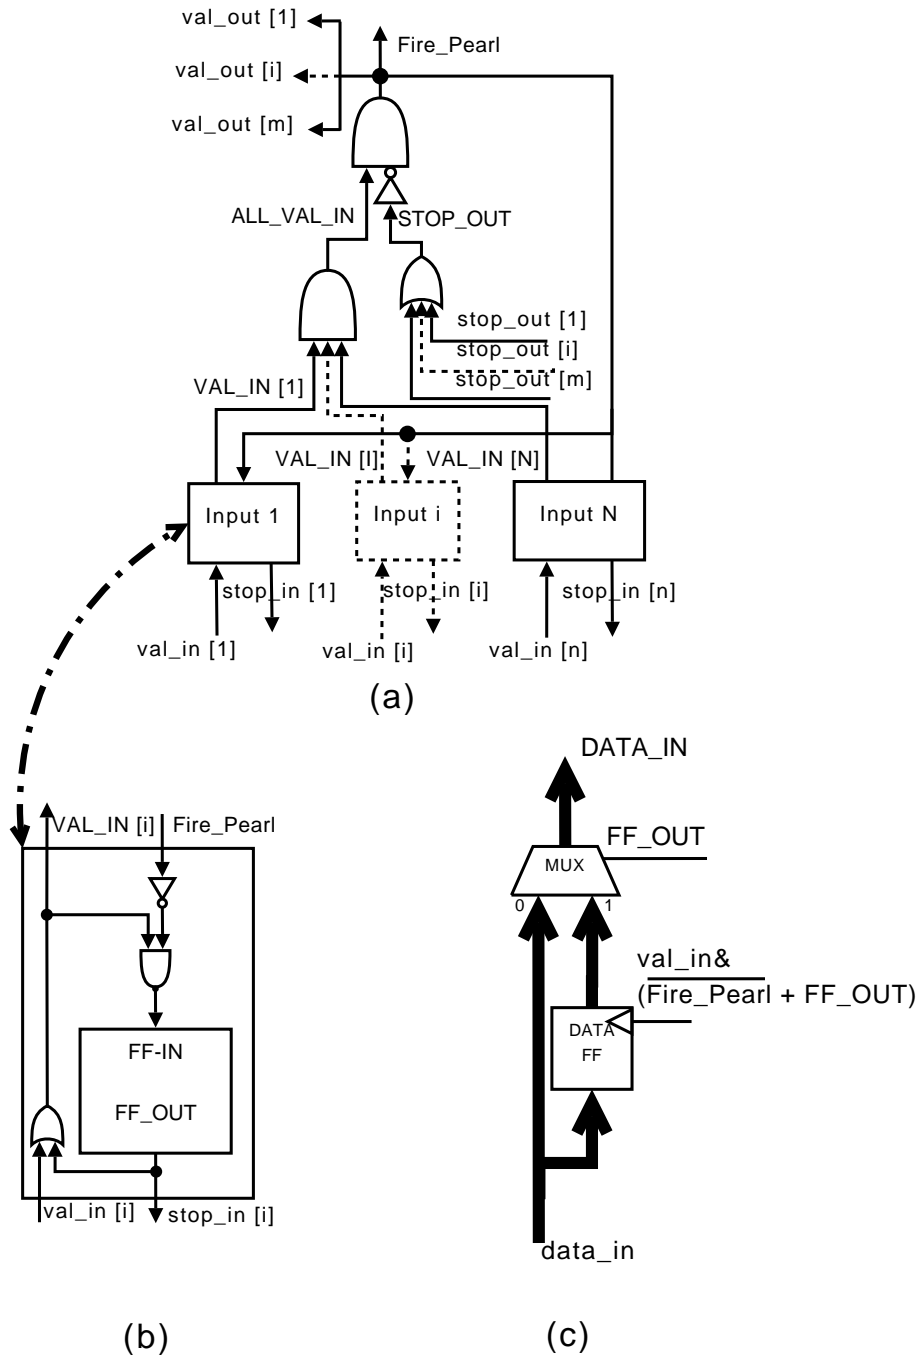 val_out [1]
Fire_Pearl
val_out [i]
val_out [m]
ALL_VAL_IN
STOP_OUT
stop_out [1]
stop_out [i]
stop_out [m]
VAL_IN [1]
VAL_IN [I]
VAL_IN [N]
Input 1
Input i
Input N
stop_in [1]
stop_in [i]
stop_in [n]
val_in [1]
val_in [i]
val_in [n]
(a)
DATA_IN
VAL_IN [i]
Fire_Pearl
FF_OUT
MUX
0
1
val_in&
(Fire_Pearl + FF_OUT)
DATA
FF
FF-IN
FF_OUT
val_in [i]
stop_in [i]
data_in
(b)
(c)